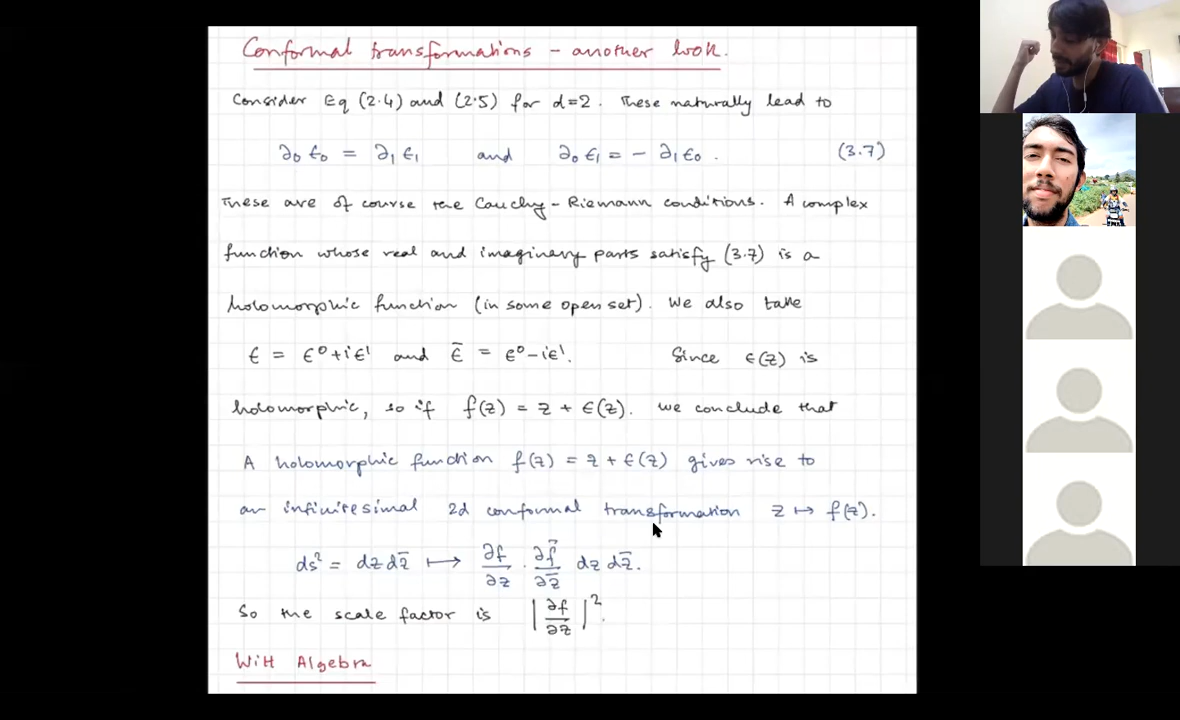 Conformal transformations - another look.
Consider Eq (2.4) and (2.5) for d=2. These naturally lead to
∂₀ ϵ₀ = ∂₁ ϵ₁ and ∂₀ ϵ₁ = - ∂₁ ϵ₀. (3.7)
These are of course the Cauchy-Riemann conditions. A complex
function whose real and imaginary parts satisfy (3.7) is a
holomorphic function (in some open set). We also take
ϵ = ϵ⁰+iϵ¹ and ϵ̄ = ϵ⁰-iϵ¹. Since ϵ(z) is
holomorphic, so if f(z) = z + ϵ(z). We conclude that
A holomorphic function f(z) = z + ϵ(z) gives rise to
an infinitesimal 2d conformal transformation z ↦ f(z).
ds² = dz dz̄ ⟼ ∂f/∂z · ∂f̄/∂z̄ dz dz̄.
So the scale factor is |∂f/∂z|².
Witt Algebra